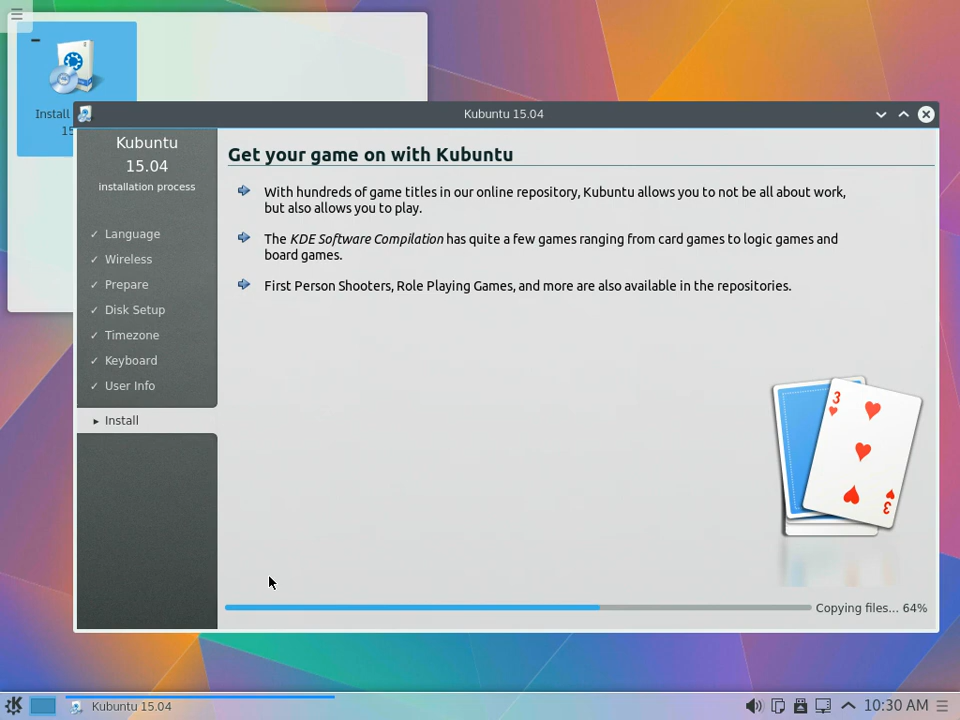 Install
15
Kubuntu 15.04
Kubuntu
15.04
installation process
✓ Language
✓ Wireless
✓ Prepare
✓ Disk Setup
✓ Timezone
✓ Keyboard
✓ User Info
▸ Install
Get your game on with Kubuntu
With hundreds of game titles in our online repository, Kubuntu allows you to not be all about work,
but also allows you to play.
The KDE Software Compilation has quite a few games ranging from card games to logic games and
board games.
First Person Shooters, Role Playing Games, and more are also available in the repositories.
3
3
Copying files... 64%
Kubuntu 15.04
10:30 AM